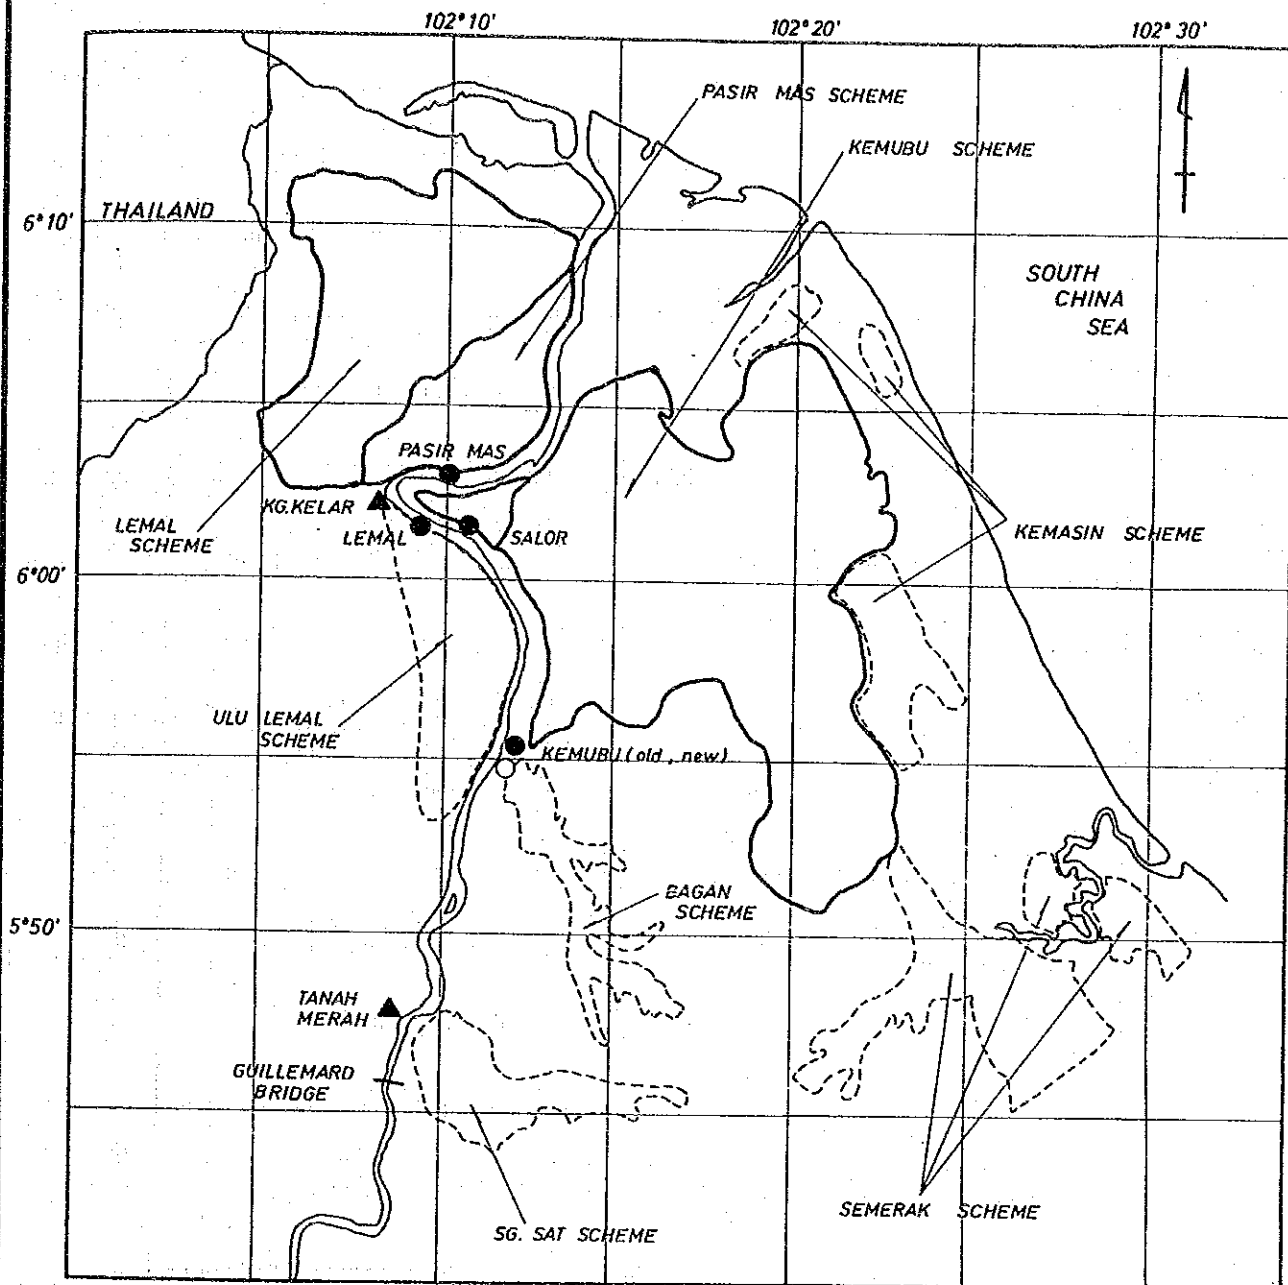 102°10'
102°20'
102°30'
PASIR MAS SCHEME
KEMUBU SCHEME
6°10'
THAILAND
SOUTH
CHINA
SEA
PASIR MAS
KG.KELAR
LEMAL
SCHEME
LEMAL
SALOR
KEMASIN SCHEME
6°00'
ULU LEMAL
SCHEME
KEMUBU (old, new)
BAGAN
SCHEME
5°50'
TANAH
MERAH
GUILLEMARD
BRIDGE
SEMERAK SCHEME
SG. SAT SCHEME